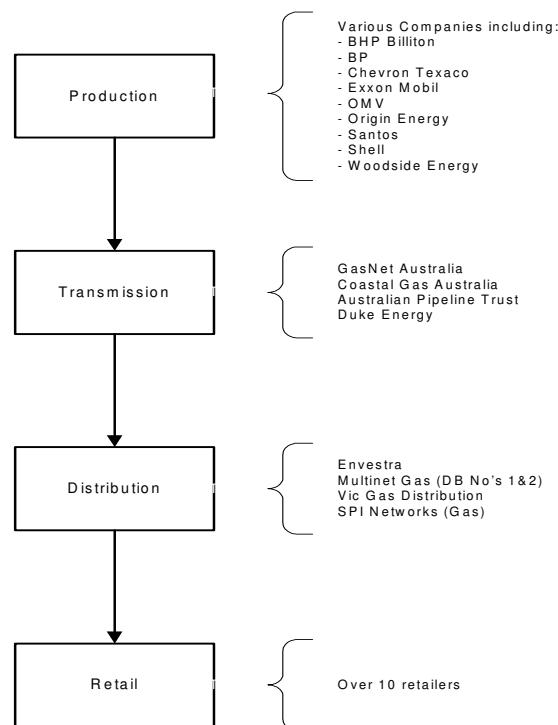 Various Companies including:
- BHP Billiton
- BP
- Chevron Texaco
- Exxon Mobil
- OMV
- Origin Energy
- Santos
- Shell
- Woodside Energy
Production
GasNet Australia
Coastal Gas Australia
Australian Pipeline Trust
Duke Energy
Transmission
Envestra
Multinet Gas (DB No's 1&2)
Vic Gas Distribution
SPI Networks (Gas)
Distribution
Retail
Over 10 retailers